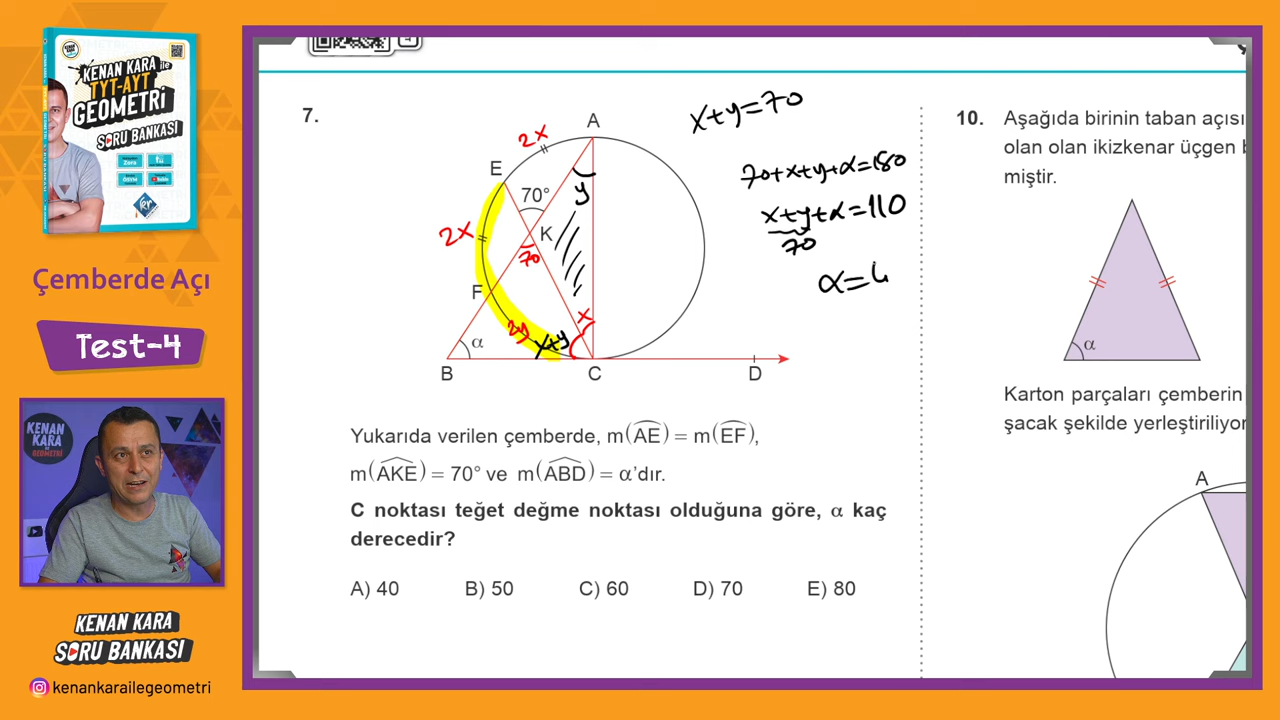 KENAN KARA ile
TYT-AYT
GEOMETRİ
SORU BANKASI
Çemberde Açı
Test-4
KENAN KARA
ile
GEOMETRİ
KENAN KARA
SORU BANKASI
kenankarailegeometri
7.
A
E
70°
K
F
α
B
C
D
2x
2x
y
70
x
2y
x+y
x+y=70
70+x+y+α=180
x+y+α=110
70
α=4
Yukarıda verilen çemberde, m(AE) = m(EF),
m(AKE) = 70° ve m(ABD) = α'dır.
C noktası teğet değme noktası olduğuna göre, α kaç
derecedir?
A) 40 B) 50 C) 60 D) 70 E) 80
10. Aşağıda birinin taban açısı
olan olan ikizkenar üçgen
miştir.
α
Karton parçaları çemberin
şacak şekilde yerleştiriliyor
A